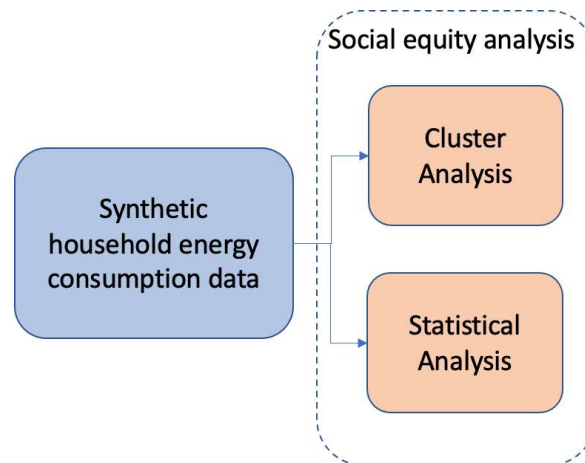 Social equity analysis
Cluster
Analysis
Synthetic
household energy
consumption data
Statistical
Analysis